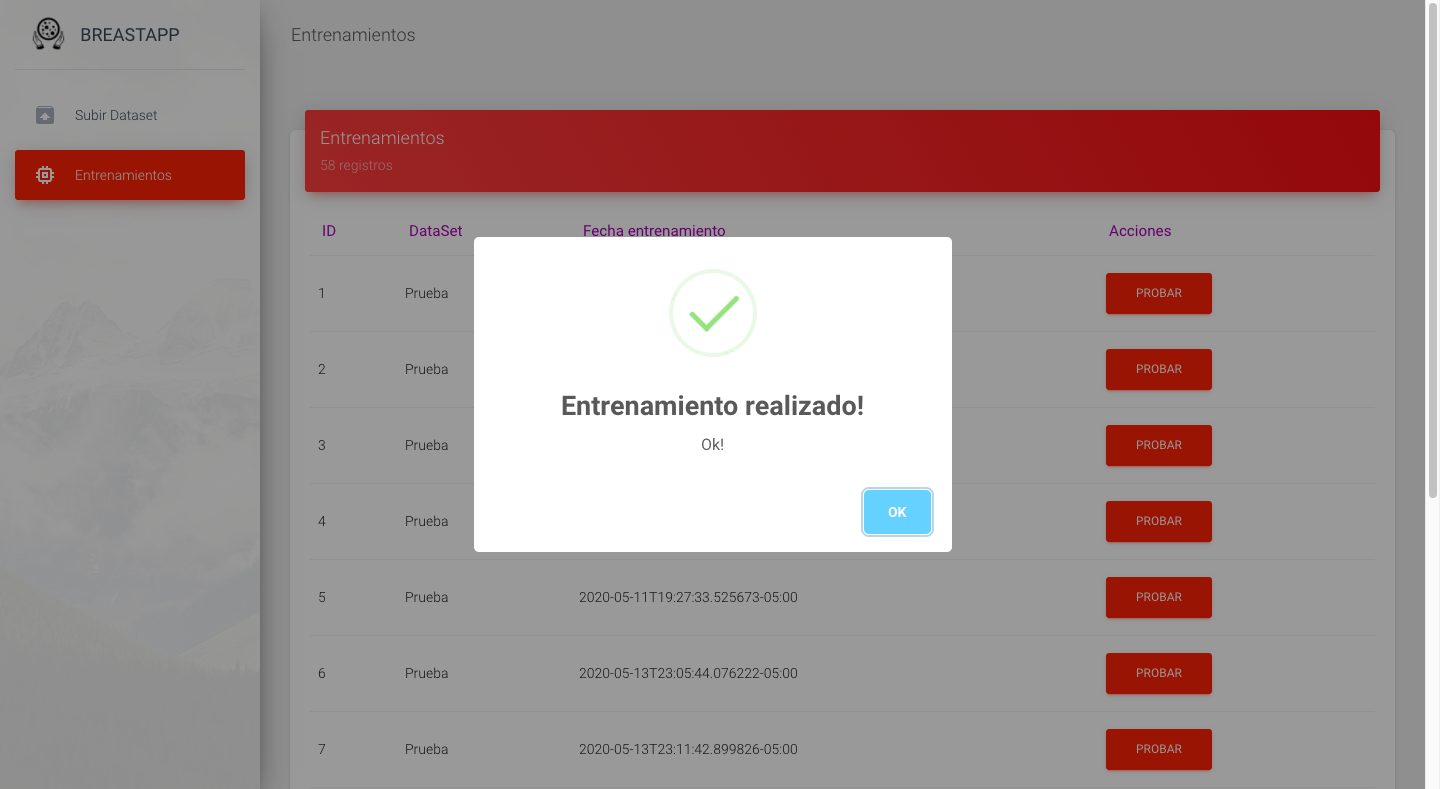 BREASTAPP
Entrenamientos
Subir Dataset
Entrenamientos
Entrenamientos
58 registros
ID DataSet Fecha entrenamiento Acciones
1 Prueba PROBAR
2 Prueba PROBAR
3 Prueba PROBAR
4 Prueba PROBAR
Entrenamiento realizado!
Ok!
OK
5 Prueba 2020-05-11T19:27:33.525673-05:00 PROBAR
6 Prueba 2020-05-13T23:05:44.076222-05:00 PROBAR
7 Prueba 2020-05-13T23:11:42.899826-05:00 PROBAR